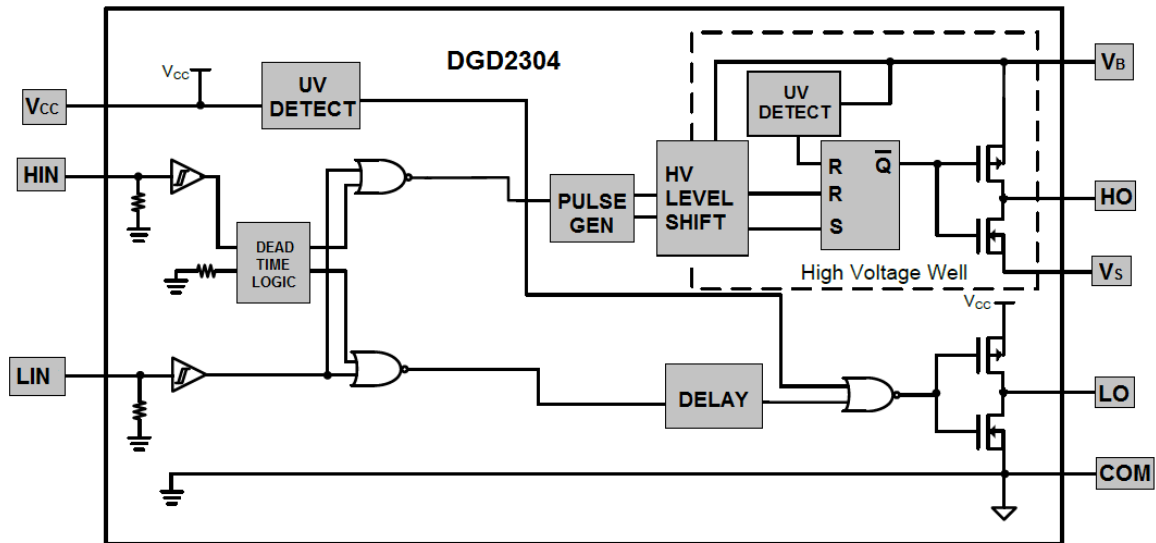 DGD2304
VCC
VCC
UV
DETECT
VB
UV
DETECT
HIN
HV
LEVEL
SHIFT
R
Q
R
S
PULSE
GEN
HO
DEAD
TIME
LOGIC
High Voltage Well
VS
VCC
LIN
DELAY
LO
COM